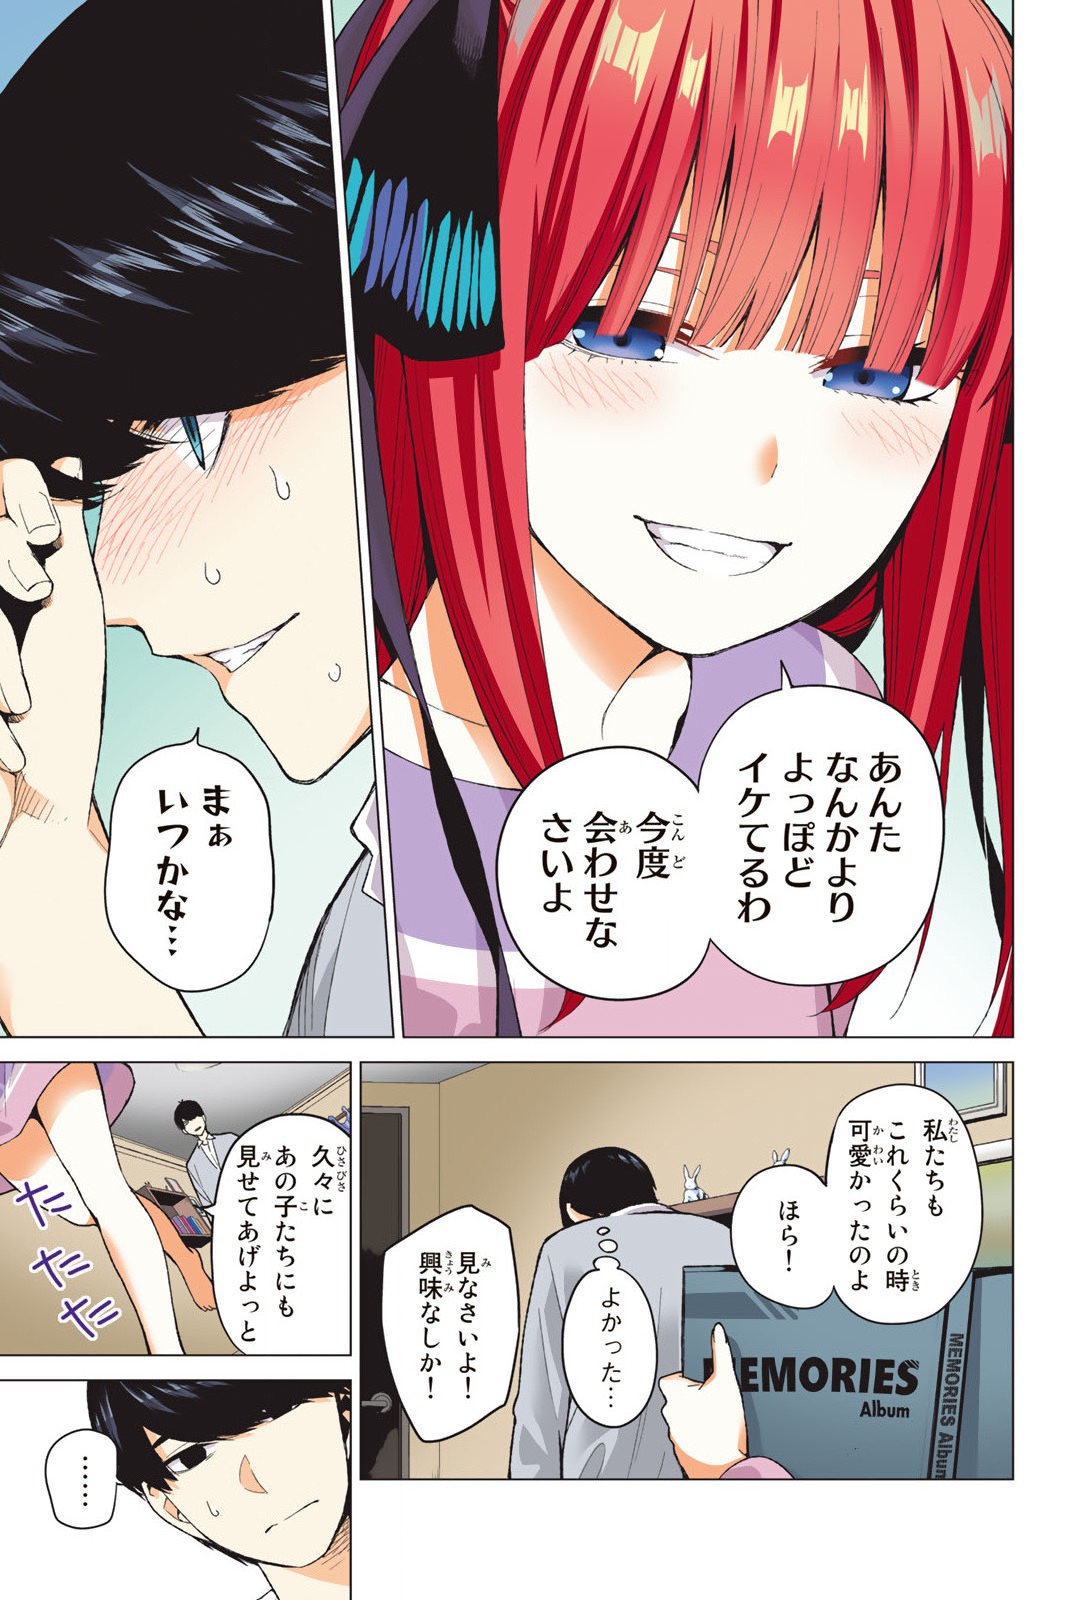 あんた
なんかより
よっぽど
イケてるわ
今度
会わせな
さいよ
まぁ
いつかな…
私たちも
これくらいの時
可愛かったのよ
ほら！
よかった…
見なさいよ！
興味なしか！
MEMORIES
Album
MEMORIES Album
久々に
あの子たちにも
見せてあげよっと
たたた
……